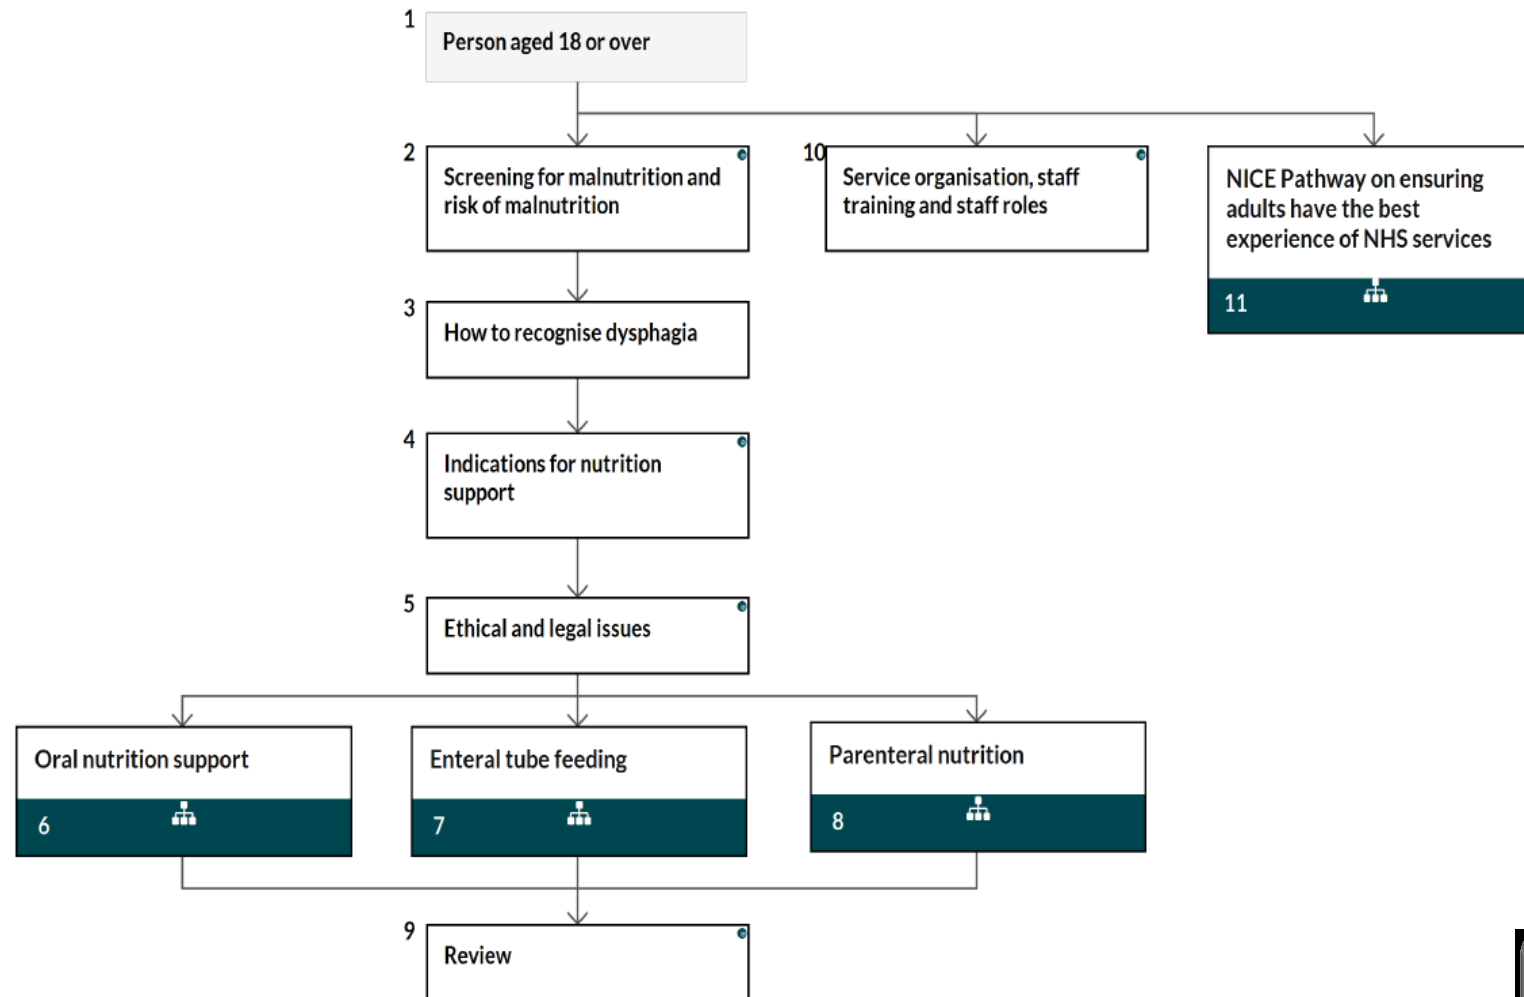 1
Person aged 18 or over
2
Screening for malnutrition and
risk of malnutrition
10
Service organisation, staff
training and staff roles
NICE Pathway on ensuring
adults have the best
experience of NHS services
11
3
How to recognise dysphagia
4
Indications for nutrition
support
5
Ethical and legal issues
Oral nutrition support
6
Enteral tube feeding
7
Parenteral nutrition
8
9
Review